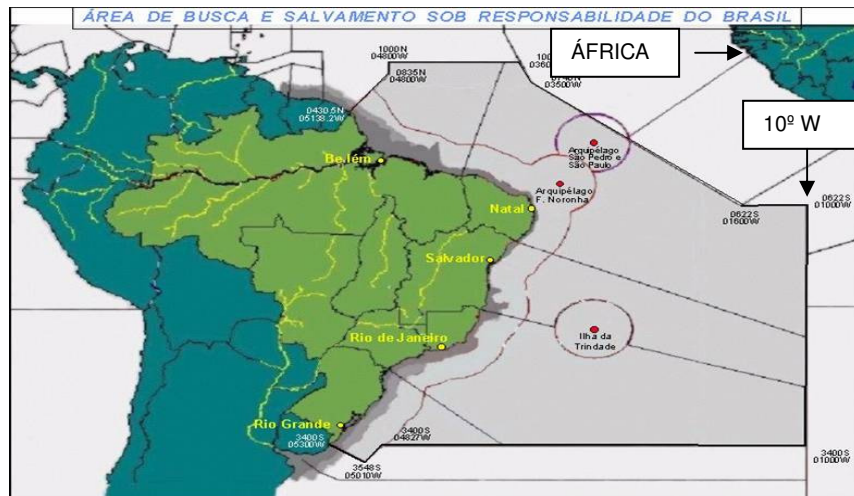 ÁREA DE BUSCA E SALVAMENTO SOB RESPONSABILIDADE DO BRASIL
1000N
04800W
0835N
04800W
ÁFRICA
03500W
0430.5N
05138.2W
10º W
Belém
Arquipélago
São Pedro e
São Paulo
Arquipélago
F. Noronha
Natal
0622S
01600W
0622S
01000W
Salvador
Rio de Janeiro
Ilha da
Trindade
Rio Grande
3400S
05300W
3400S
04827W
3548S
05010W
3400S
01000W